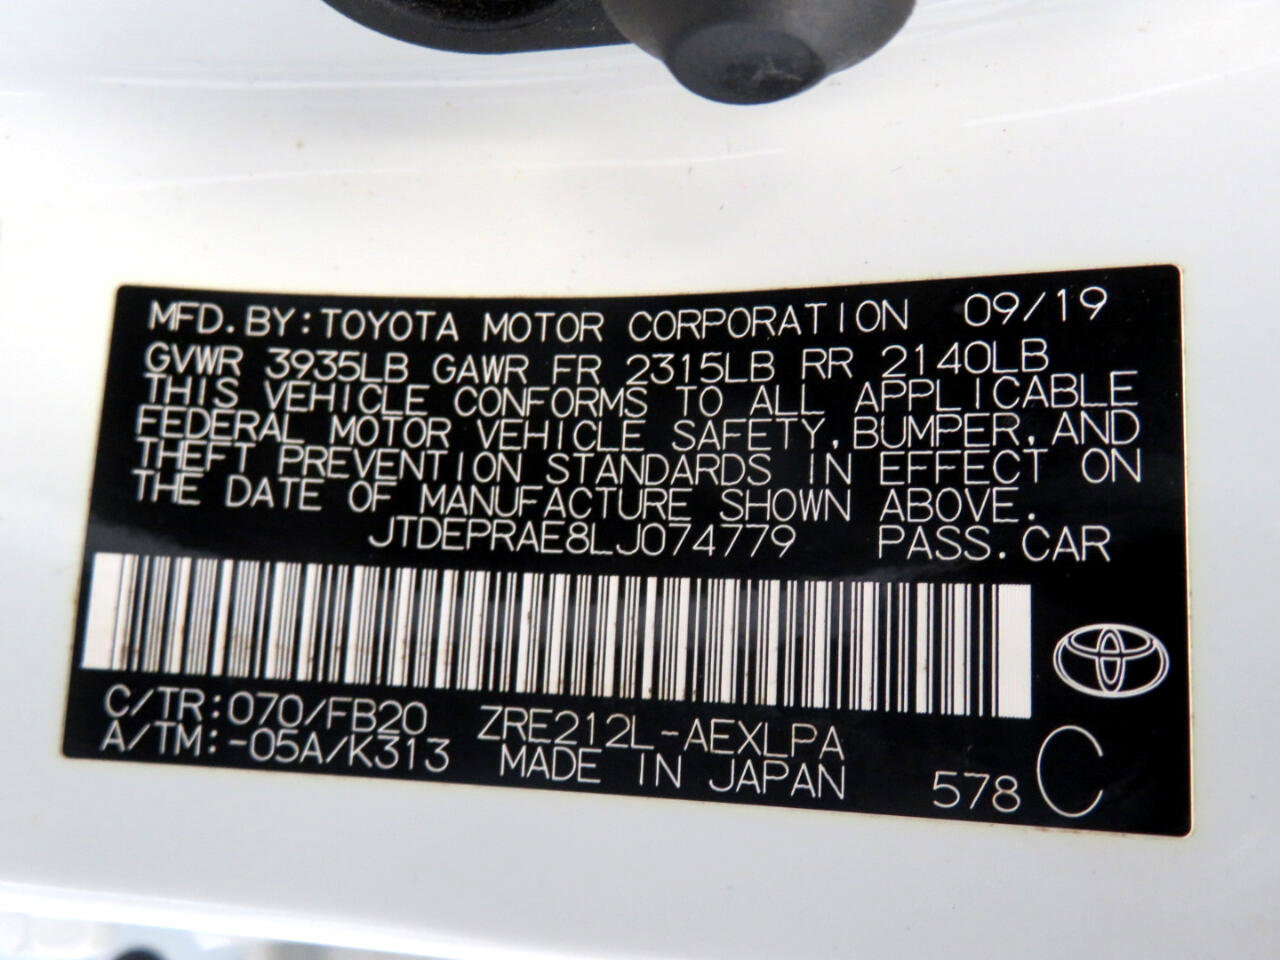 MFD.BY:TOYOTA MOTOR CORPORATION 09/19
GVWR 3935LB GAWR FR 2315LB RR 2140LB
THIS VEHICLE CONFORMS TO ALL APPLICABLE
FEDERAL MOTOR VEHICLE SAFETY,BUMPER,AND
THEFT PREVENTION STANDARDS IN EFFECT ON
THE DATE OF MANUFACTURE SHOWN ABOVE.
JTDEPRAE8LJ074779 PASS.CAR
C/TR:070/FB20 ZRE212L-AEXLPA
A/TM:-05A/K313 MADE IN JAPAN 578 C